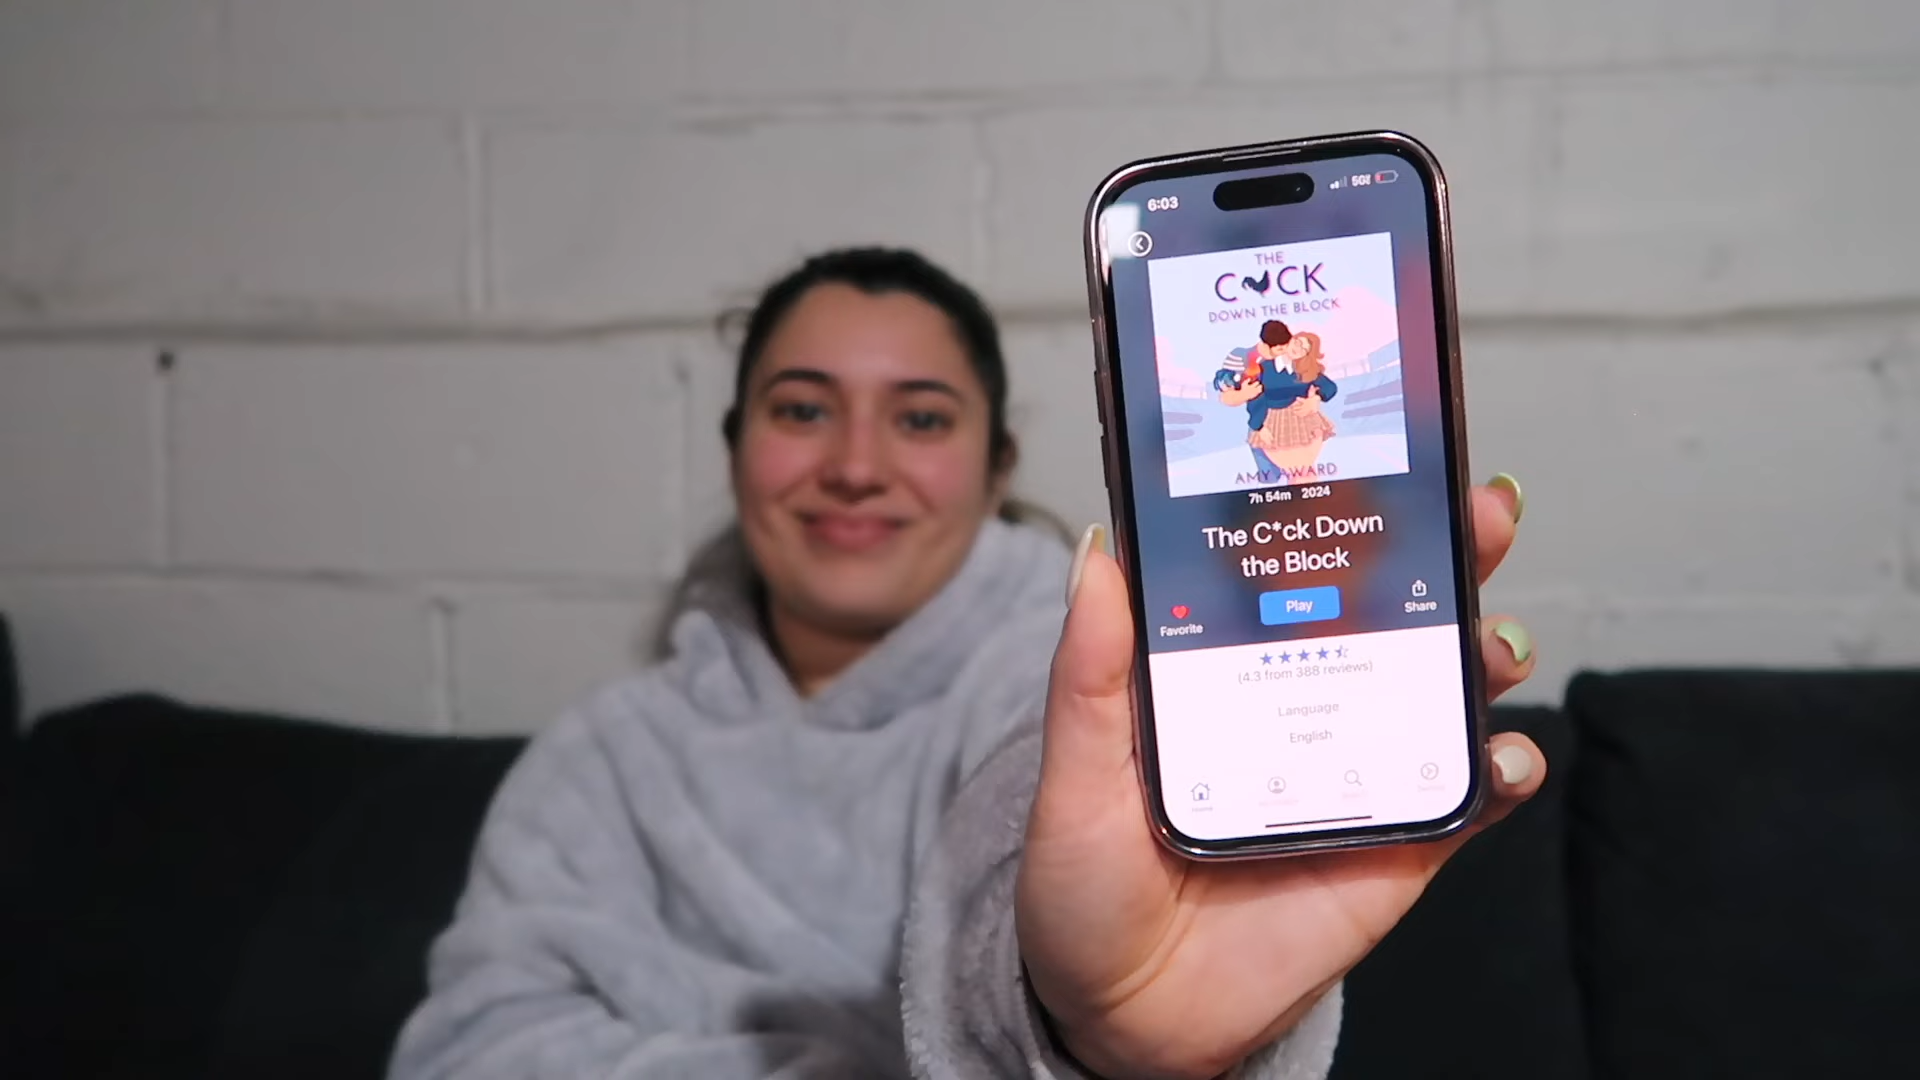 6:03
5G
THE
C CK
DOWN THE BLOCK
AMY AWARD
7h 54m 2024
The C*ck Down
the Block
Play
Favorite
Share
(4.3 from 388 reviews)
Language
English
Home